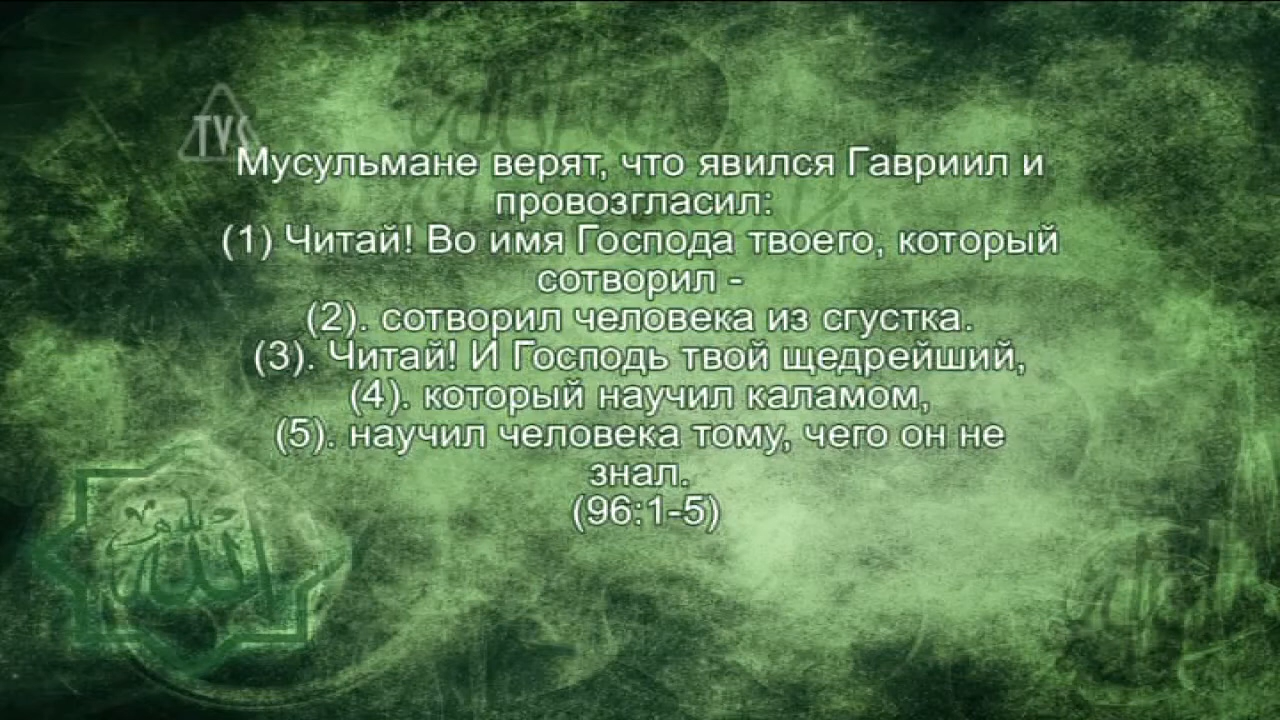 TVC
Мусульмане верят, что явился Гавриил и
провозгласил:
(1) Читай! Во имя Господа твоего, который
сотворил -
(2). сотворил человека из сгустка.
(3). Читай! И Господь твой щедрейший,
(4). который научил каламом,
(5). научил человека тому, чего он не
знал.
(96:1-5)
الله